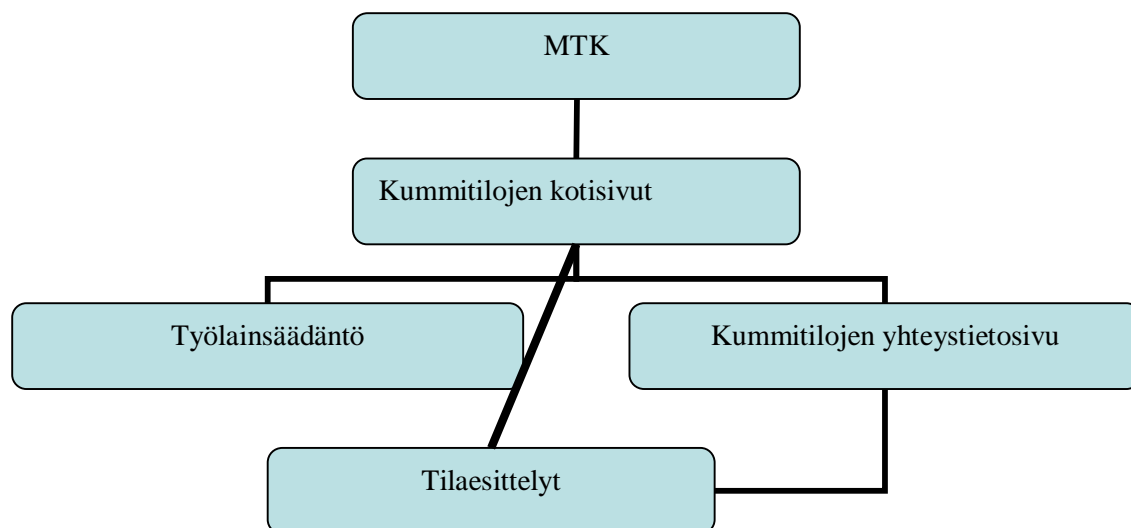 MTK
Kummitilojen kotisivut
Työlainsäädäntö
Kummitilojen yhteystietosivu
Tilaesittelyt